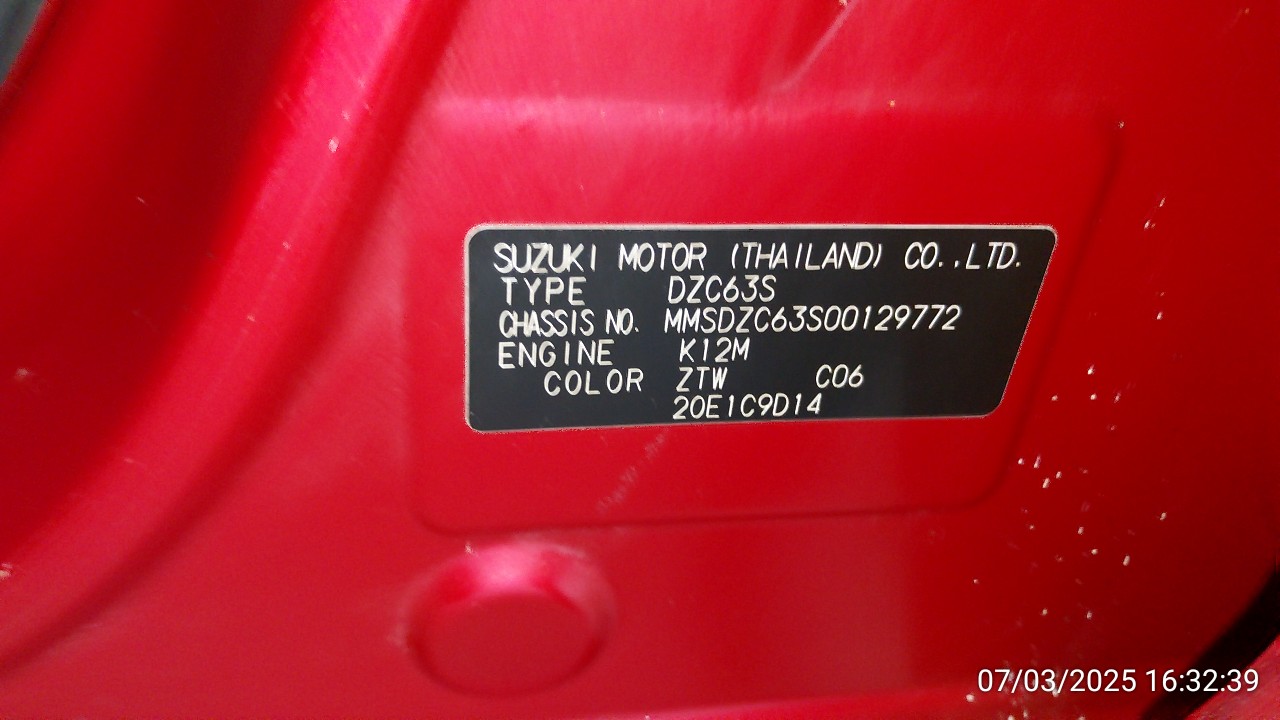 SUZUKI MOTOR (THAILAND) CO.,LTD.
TYPE DZC63S
CHASSIS NO. MMSDZC63S00129772
ENGINE K12M
COLOR ZTW C06
20E1C9D14
07/03/2025 16:32:39